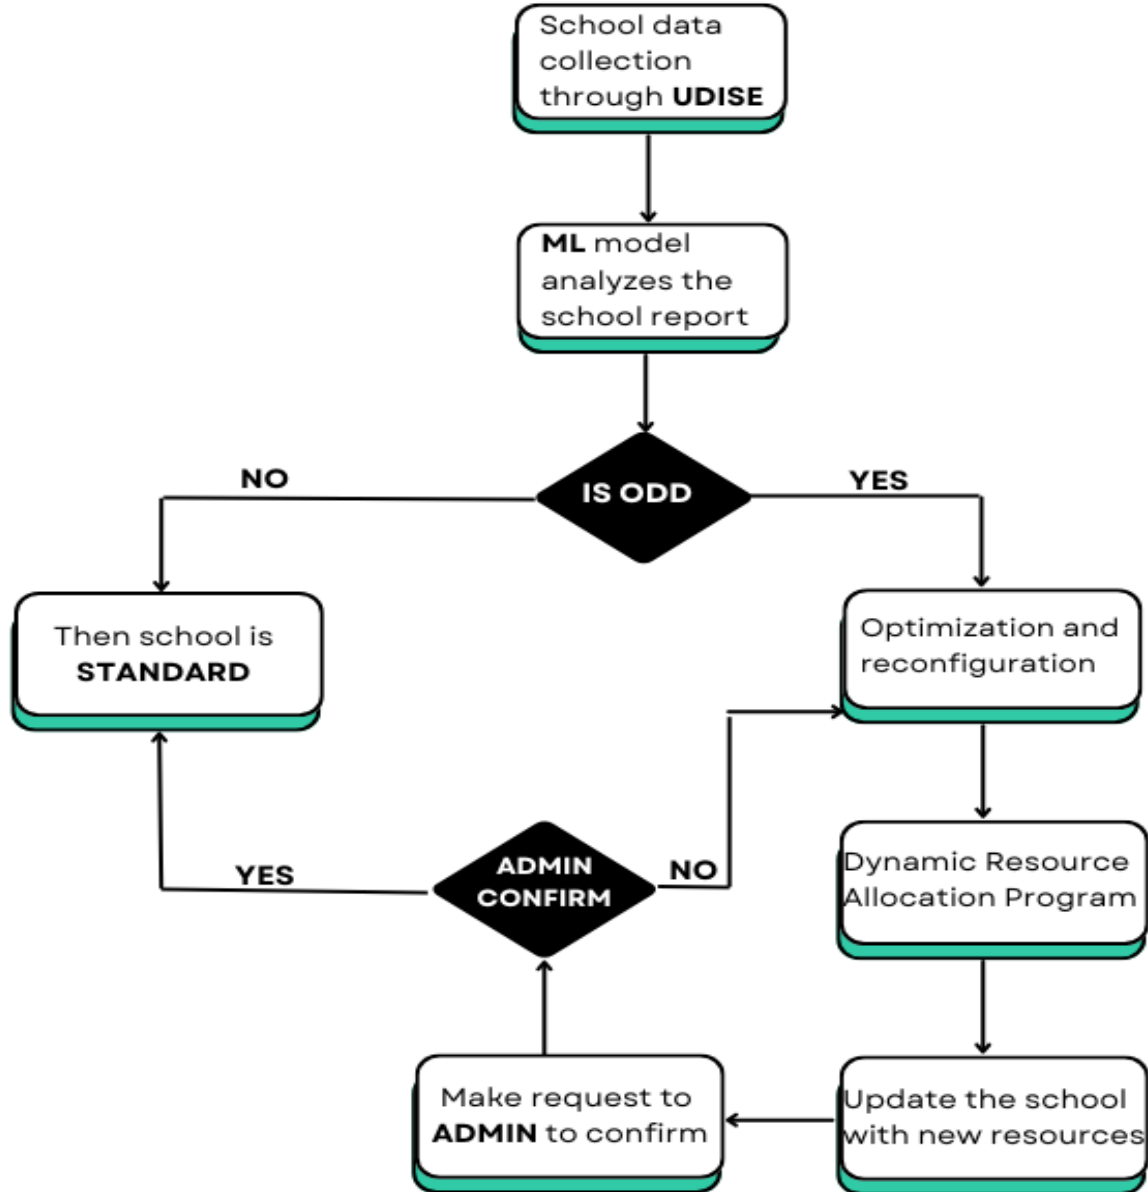 School data
collection
through UDISE
ML model
analyzes the
school report
IS ODD
NO
YES
Then school is
STANDARD
Optimization and
reconfiguration
Dynamic Resource
Allocation Program
Update the school
with new resources
Make request to
ADMIN to confirm
ADMIN
CONFIRM
YES
NO